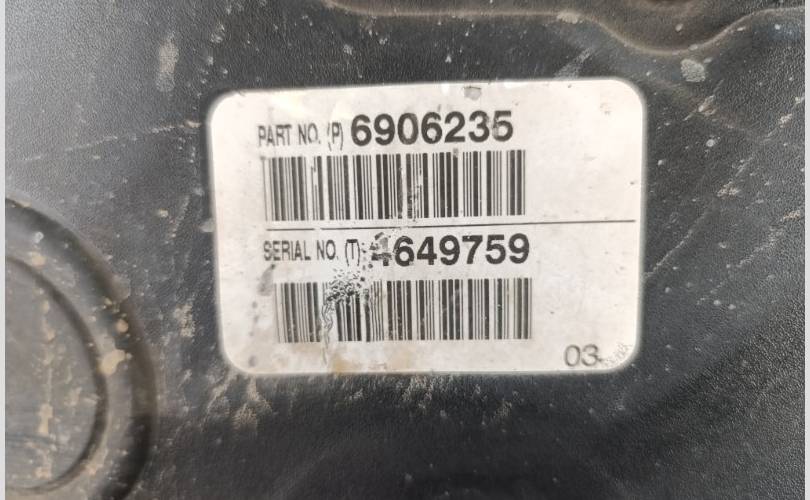 PART NO. (P) 6906235
SERIAL NO. (T) 4649759
03